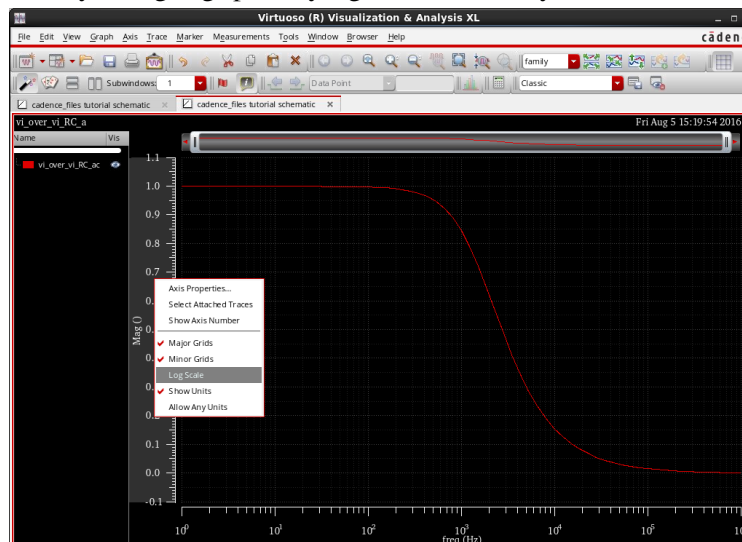 Virtuoso (R) Visualization & Analysis XL
File Edit View Graph Axis Trace Marker Measurements Tools Window Browser Help
cāden
family
Subwindows: 1
Data Point
Classic
cadence_files tutorial schematic
cadence_files tutorial schematic
vi_over_vi_RC_a
Fri Aug 5 15:19:54 2016
Name Vis
vi_over_vi_RC_ac
1.1
1.0
0.9
0.8
0.7
Axis Properties...
Select Attached Traces
Show Axis Number
Major Grids
Minor Grids
Log Scale
Show Units
Allow Any Units
Mag ()
0.1
0.0
-0.1
10⁰ 10¹ 10² 10³ 10⁴ 10⁵
freq (Hz)